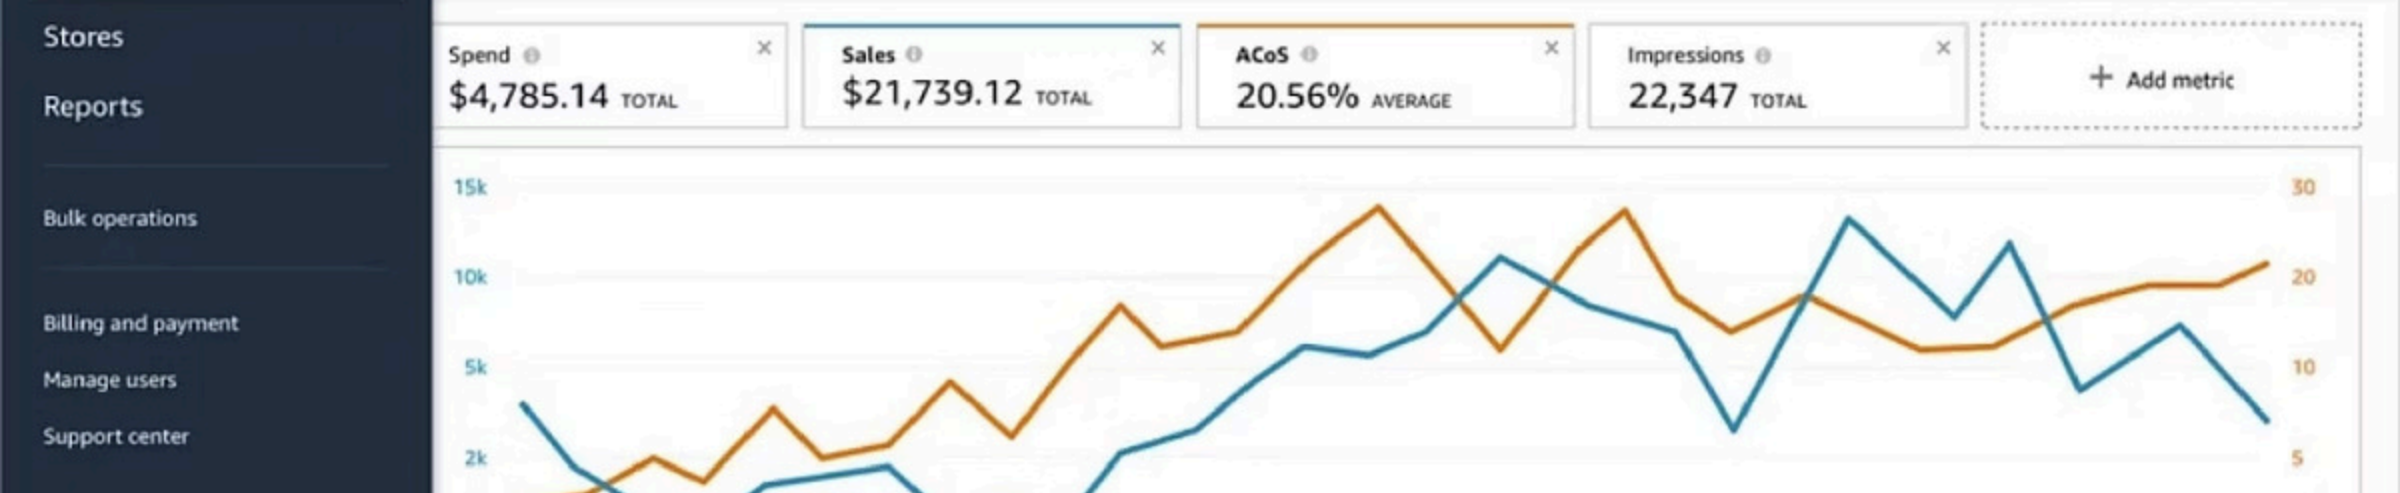 Stores
Reports
Bulk operations
Billing and payment
Manage users
Support center
Spend
$4,785.14 TOTAL
Sales
$21,739.12 TOTAL
ACoS
20.56% AVERAGE
Impressions
22,347 TOTAL
+ Add metric
15k
10k
5k
2k
30
20
10
5